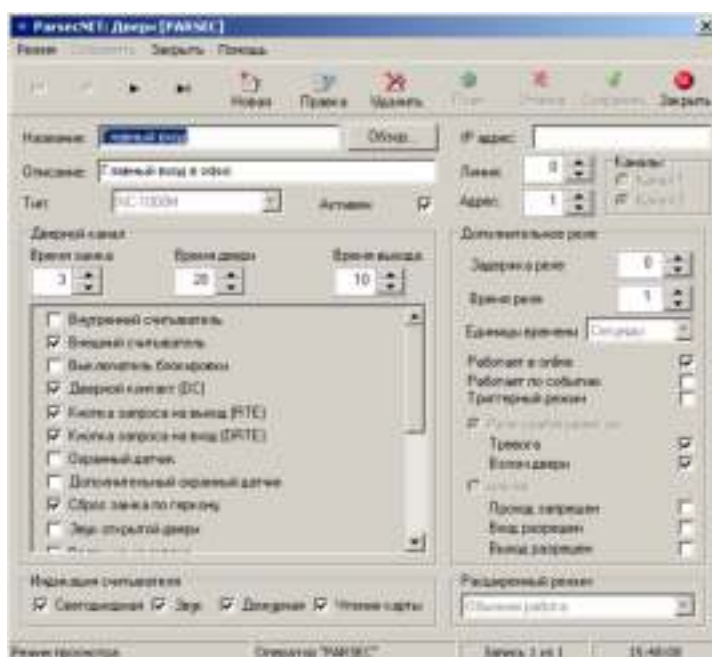 ParsecNET: Двери [PARSEC]
Режим Сохранить Закрыть Помощь
Новая Правка Удалить Отмена Сохранить Закрыть
Название: Главный вход Обзор... IP адрес:
Описание: Главный вход в офис Линия: 0 Каналы
Тип: NC-1000M Активен Адрес: 1
Дверной канал Дополнительное реле
Время замка Время двери Время выхода Задержка реле 0
3 20 10 Время реле
Единицы времени Секунды
Внутренний считыватель
Внешний считыватель
Выключатель блокировки
Дверной контакт (DC)
Кнопка запроса на выход (RTE)
Кнопка запроса на вход (DRTE)
Охранный датчик
Дополнительный охранный датчик
Сброс замка по геркону
Звук открытой двери
Работает в online
Работает по событию
Триггерный режим
Тревога
Взлом двери
или на
Проход запрещен
Вход разрешен
Выход разрешен
Индикация считывателя
Светодиодная Звук Дежурная Чтение карты
Расширенный режим
Обычная работа
Режим просмотра Оператор "PARSEC" Запись 1 из 1 15:48:08